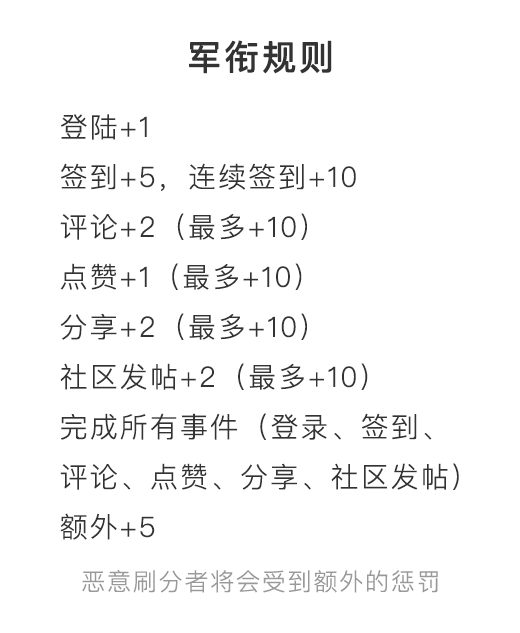 军衔规则
登陆+1
签到+5，连续签到+10
评论+2（最多+10）
点赞+1（最多+10）
分享+2（最多+10）
社区发帖+2（最多+10）
完成所有事件（登录、签到、
评论、点赞、分享、社区发帖）
额外+5
恶意刷分者将会受到额外的惩罚